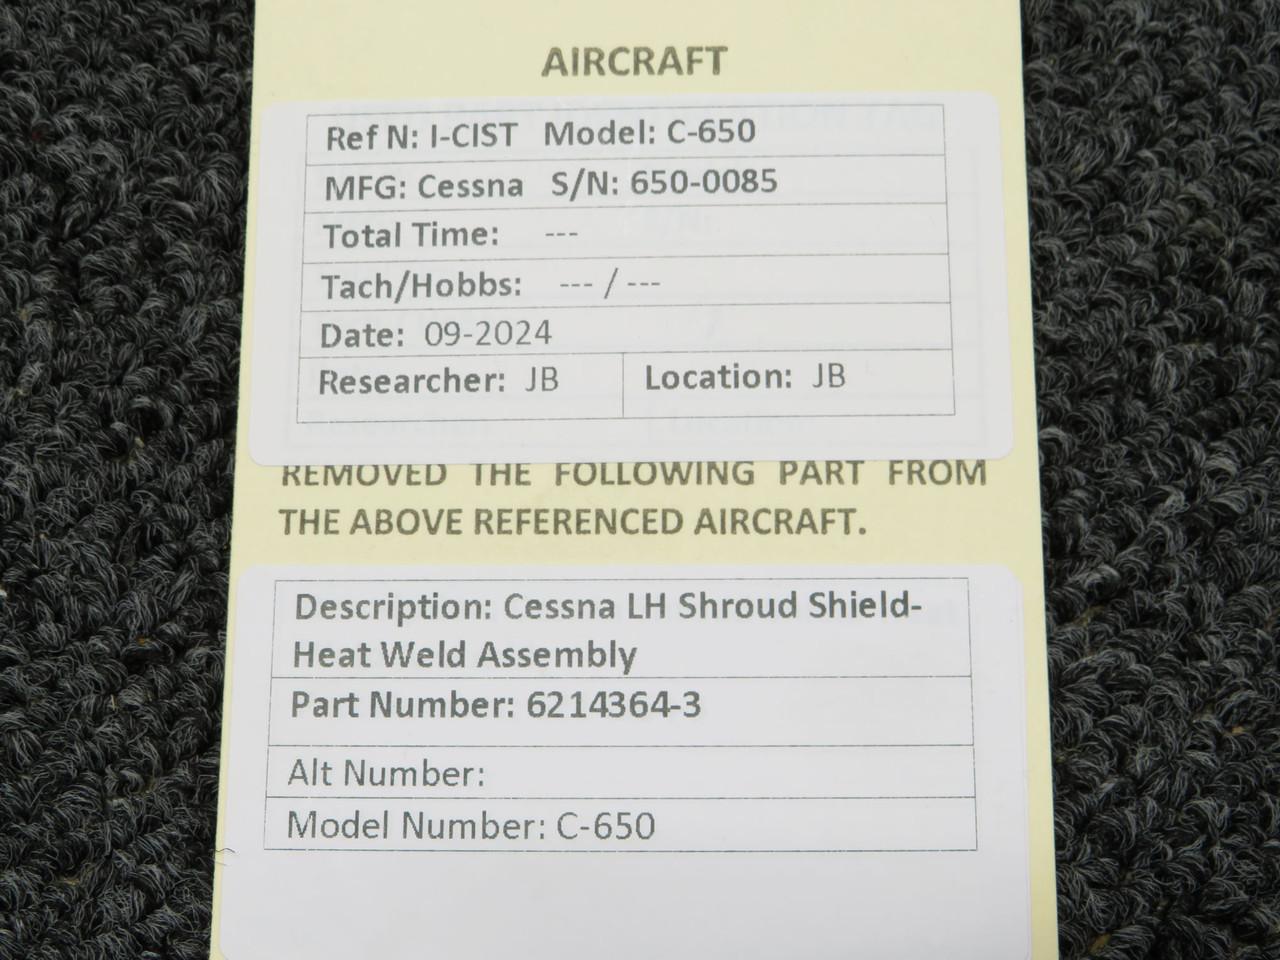 AIRCRAFT
Ref N: I-CIST Model: C-650
MFG: Cessna S/N: 650-0085
Total Time: ---
Tach/Hobbs: --- / ---
Date: 09-2024
Researcher: JB Location: JB
REMOVED THE FOLLOWING PART FROM
THE ABOVE REFERENCED AIRCRAFT.
Description: Cessna LH Shroud Shield-
Heat Weld Assembly
Part Number: 6214364-3
Alt Number:
Model Number: C-650